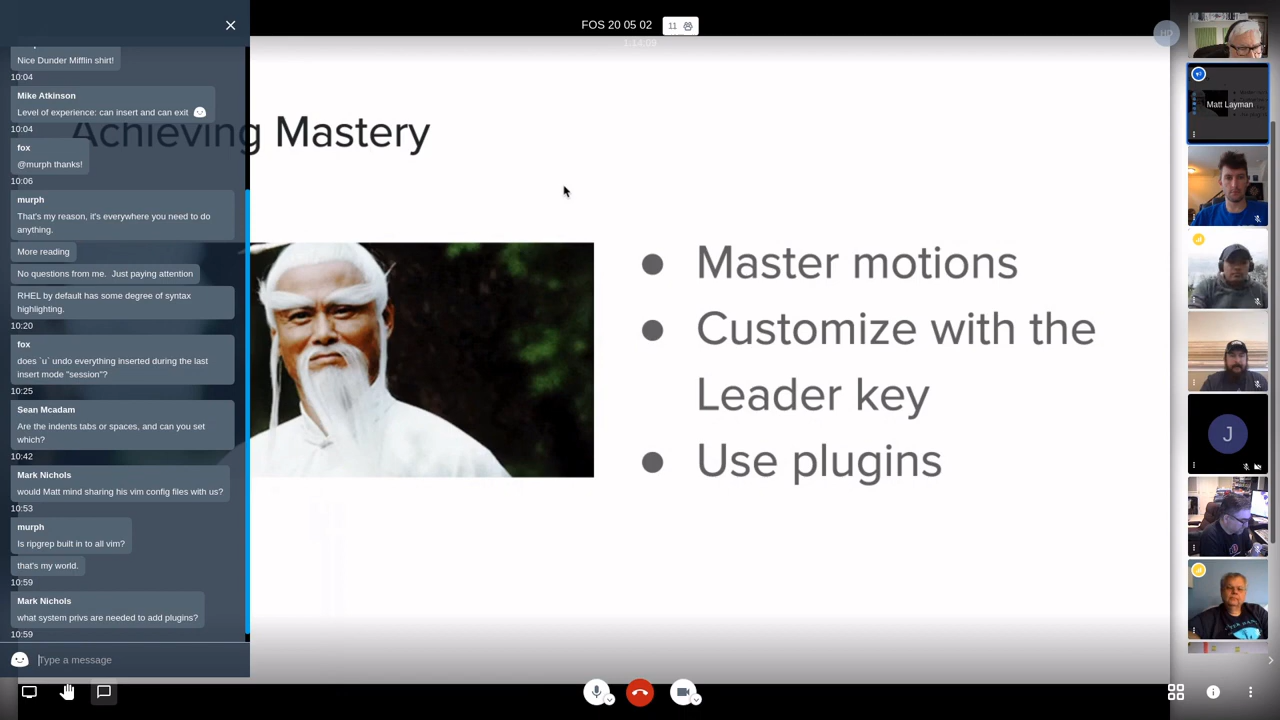 FOS 20 05 02
11
1:14:09
HD
Nice Dunder Mifflin shirt!
10:04
Mike Atkinson
Level of experience: can insert and can exit
10:04
fox
@murph thanks!
10:06
murph
That's my reason, it's everywhere you need to do
anything.
More reading
No questions from me. Just paying attention
RHEL by default has some degree of syntax
highlighting.
10:20
fox
does `u` undo everything inserted during the last
insert mode "session"?
10:25
Sean Mcadam
Are the indents tabs or spaces, and can you set
which?
10:42
Mark Nichols
would Matt mind sharing his vim config files with us?
10:53
murph
Is ripgrep built in to all vim?
that's my world.
10:59
Mark Nichols
what system privs are needed to add plugins?
10:59
Type a message
Achieving Mastery
● Master motions
● Customize with the
Leader key
● Use plugins
Matt Layman
J